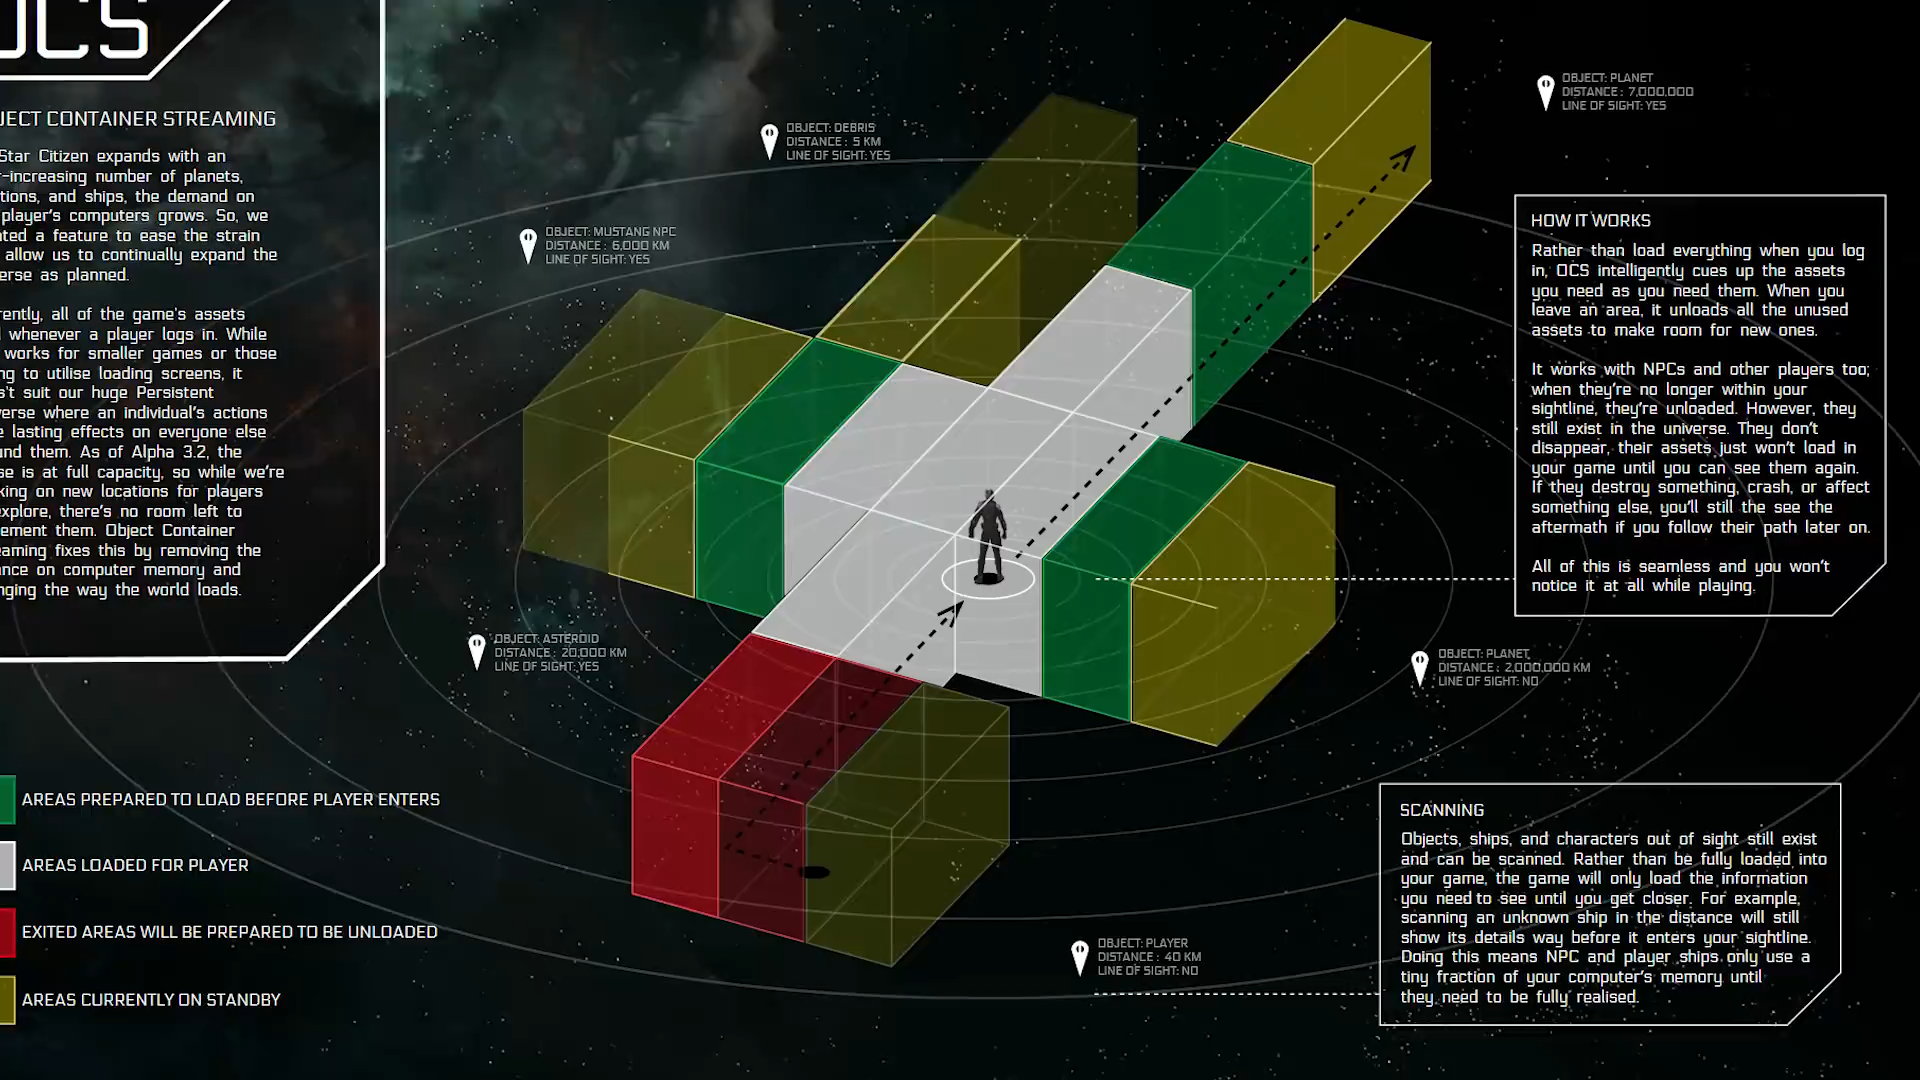 OCS
JECT CONTAINER STREAMING
Star Citizen expands with an
-increasing number of planets,
tions, and ships, the demand on
player's computers grows. So, we
ated a feature to ease the strain
allow us to continually expand the
erse as planned.
rently, all of the game's assets
whenever a player logs in. While
works for smaller games or those
ng to utilise loading screens, it
s't suit our huge Persistent
verse where an individual's actions
e lasting effects on everyone else
und them. As of Alpha 3.2, the
se is at full capacity, so while we're
king on new locations for players
explore, there's no room left to
ement them. Object Container
eaming fixes this by removing the
ance on computer memory and
nging the way the world loads.
AREAS PREPARED TO LOAD BEFORE PLAYER ENTERS
AREAS LOADED FOR PLAYER
EXITED AREAS WILL BE PREPARED TO BE UNLOADED
AREAS CURRENTLY ON STANDBY
OBJECT: DEBRIS
DISTANCE : 5 KM
LINE OF SIGHT: YES
OBJECT: MUSTANG NPC
DISTANCE : 6,000 KM
LINE OF SIGHT: YES
OBJECT: ASTEROID
DISTANCE : 20,000 KM
LINE OF SIGHT: YES
OBJECT: PLANET
DISTANCE : 7,000,000
LINE OF SIGHT: YES
HOW IT WORKS
Rather than load everything when you log
in, OCS intelligently cues up the assets
you need as you need them. When you
leave an area, it unloads all the unused
assets to make room for new ones.
It works with NPCs and other players too;
when they're no longer within your
sightline, they're unloaded. However, they
still exist in the universe. They don't
disappear, their assets just won't load in
your game until you can see them again.
If they destroy something, crash, or affect
something else, you'll still the see the
aftermath if you follow their path later on.
All of this is seamless and you won't
notice it at all while playing.
OBJECT: PLANET
DISTANCE : 2,000,000 KM
LINE OF SIGHT: NO
OBJECT: PLAYER
DISTANCE : 40 KM
LINE OF SIGHT: NO
SCANNING
Objects, ships, and characters out of sight still exist
and can be scanned. Rather than be fully loaded into
your game, the game will only load the information
you need to see until you get closer. For example,
scanning an unknown ship in the distance will still
show its details way before it enters your sightline.
Doing this means NPC and player ships only use a
tiny fraction of your computer's memory until
they need to be fully realised.